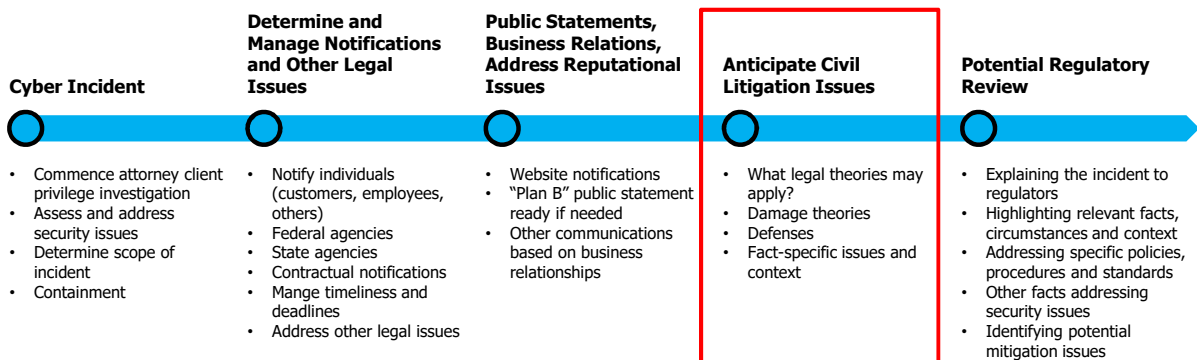 Cyber Incident
• Commence attorney client
privilege investigation
• Assess and address
security issues
• Determine scope of
incident
• Containment
Determine and
Manage Notifications
and Other Legal
Issues
• Notify individuals
(customers, employees,
others)
• Federal agencies
• State agencies
• Contractual notifications
• Mange timeliness and
deadlines
• Address other legal issues
Public Statements,
Business Relations,
Address Reputational
Issues
• Website notifications
• “Plan B” public statement
ready if needed
• Other communications
based on business
relationships
Anticipate Civil
Litigation Issues
• What legal theories may
apply?
• Damage theories
• Defenses
• Fact-specific issues and
context
Potential Regulatory
Review
• Explaining the incident to
regulators
• Highlighting relevant facts,
circumstances and context
• Addressing specific policies,
procedures and standards
• Other facts addressing
security issues
• Identifying potential
mitigation issues